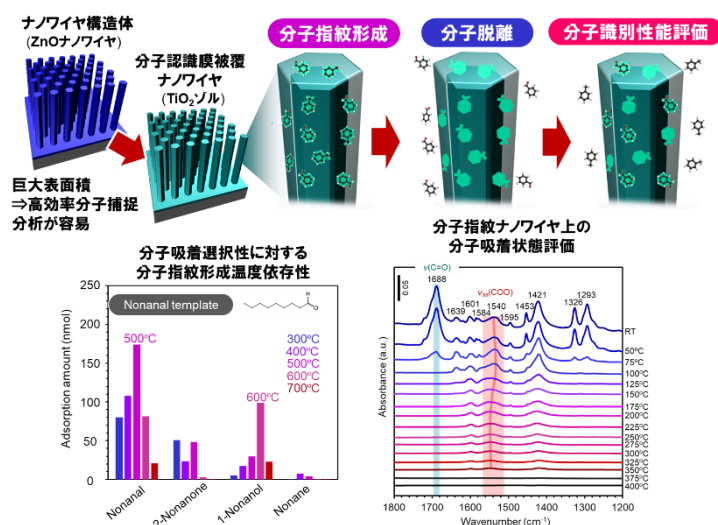 ナノワイヤ構造体
(ZnOナノワイヤ)
分子認識膜被覆
ナノワイヤ
(TiO₂ゾル)
巨大表面積
⇒高効率分子捕捉
分析が容易
分子指紋形成
分子脱離
分子識別性能評価
分子吸着選択性に対する
分子指紋形成温度依存性
Adsorption amount (nmol)
250
200
150
100
50
0
Nonanal template
H
O
500℃
600℃
300℃
400℃
500℃
600℃
700℃
Nonanal
2-Nonanone
1-Nonanol
Nonane
分子指紋ナノワイヤ上の
分子吸着状態評価
Absorbance (a.u.)
0.05
ν(C=O)
1688
νas(COO)
1639
1601
1584
1540
1595
1453
1421
1326
1293
RT
50℃
75℃
100℃
125℃
150℃
175℃
200℃
225℃
250℃
275℃
300℃
325℃
350℃
375℃
400℃
1800 1700 1600 1500 1400 1300 1200
Wavenumber (cm⁻¹)